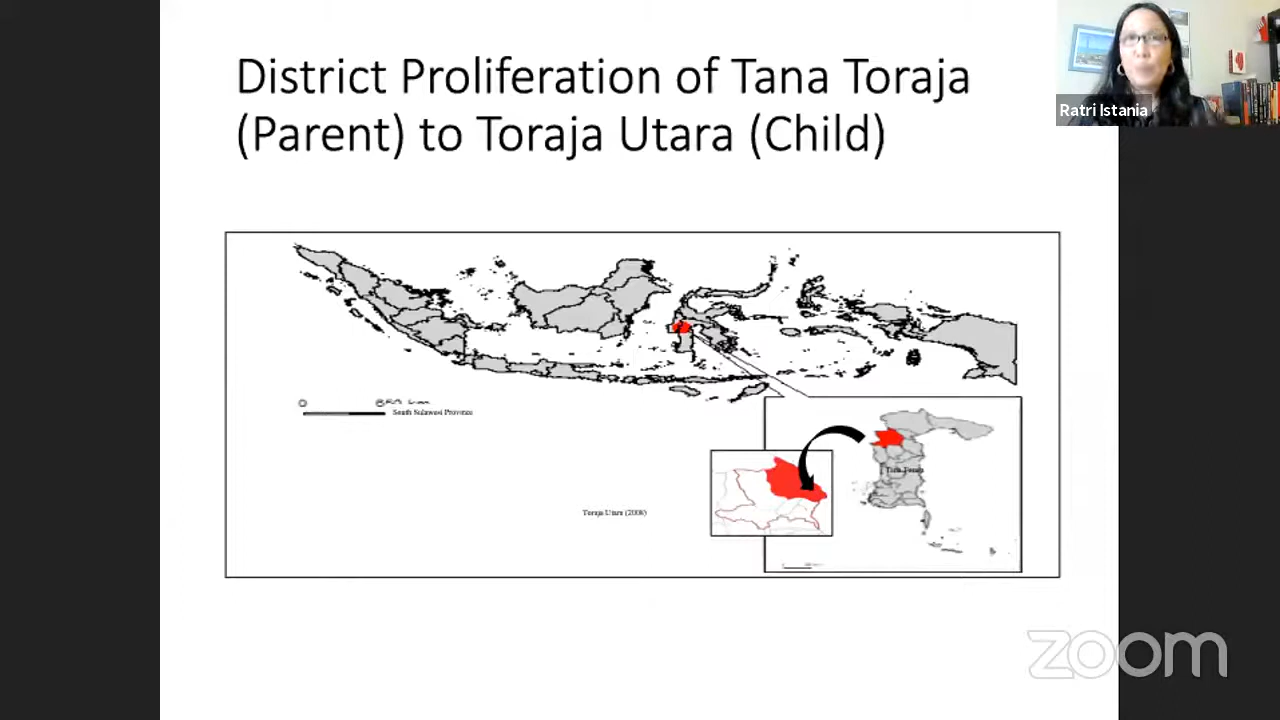 District Proliferation of Tana Toraja
(Parent) to Toraja Utara (Child)
Ratri Istania
South Sulawesi Province
Toraja Utara (2008)
zoom